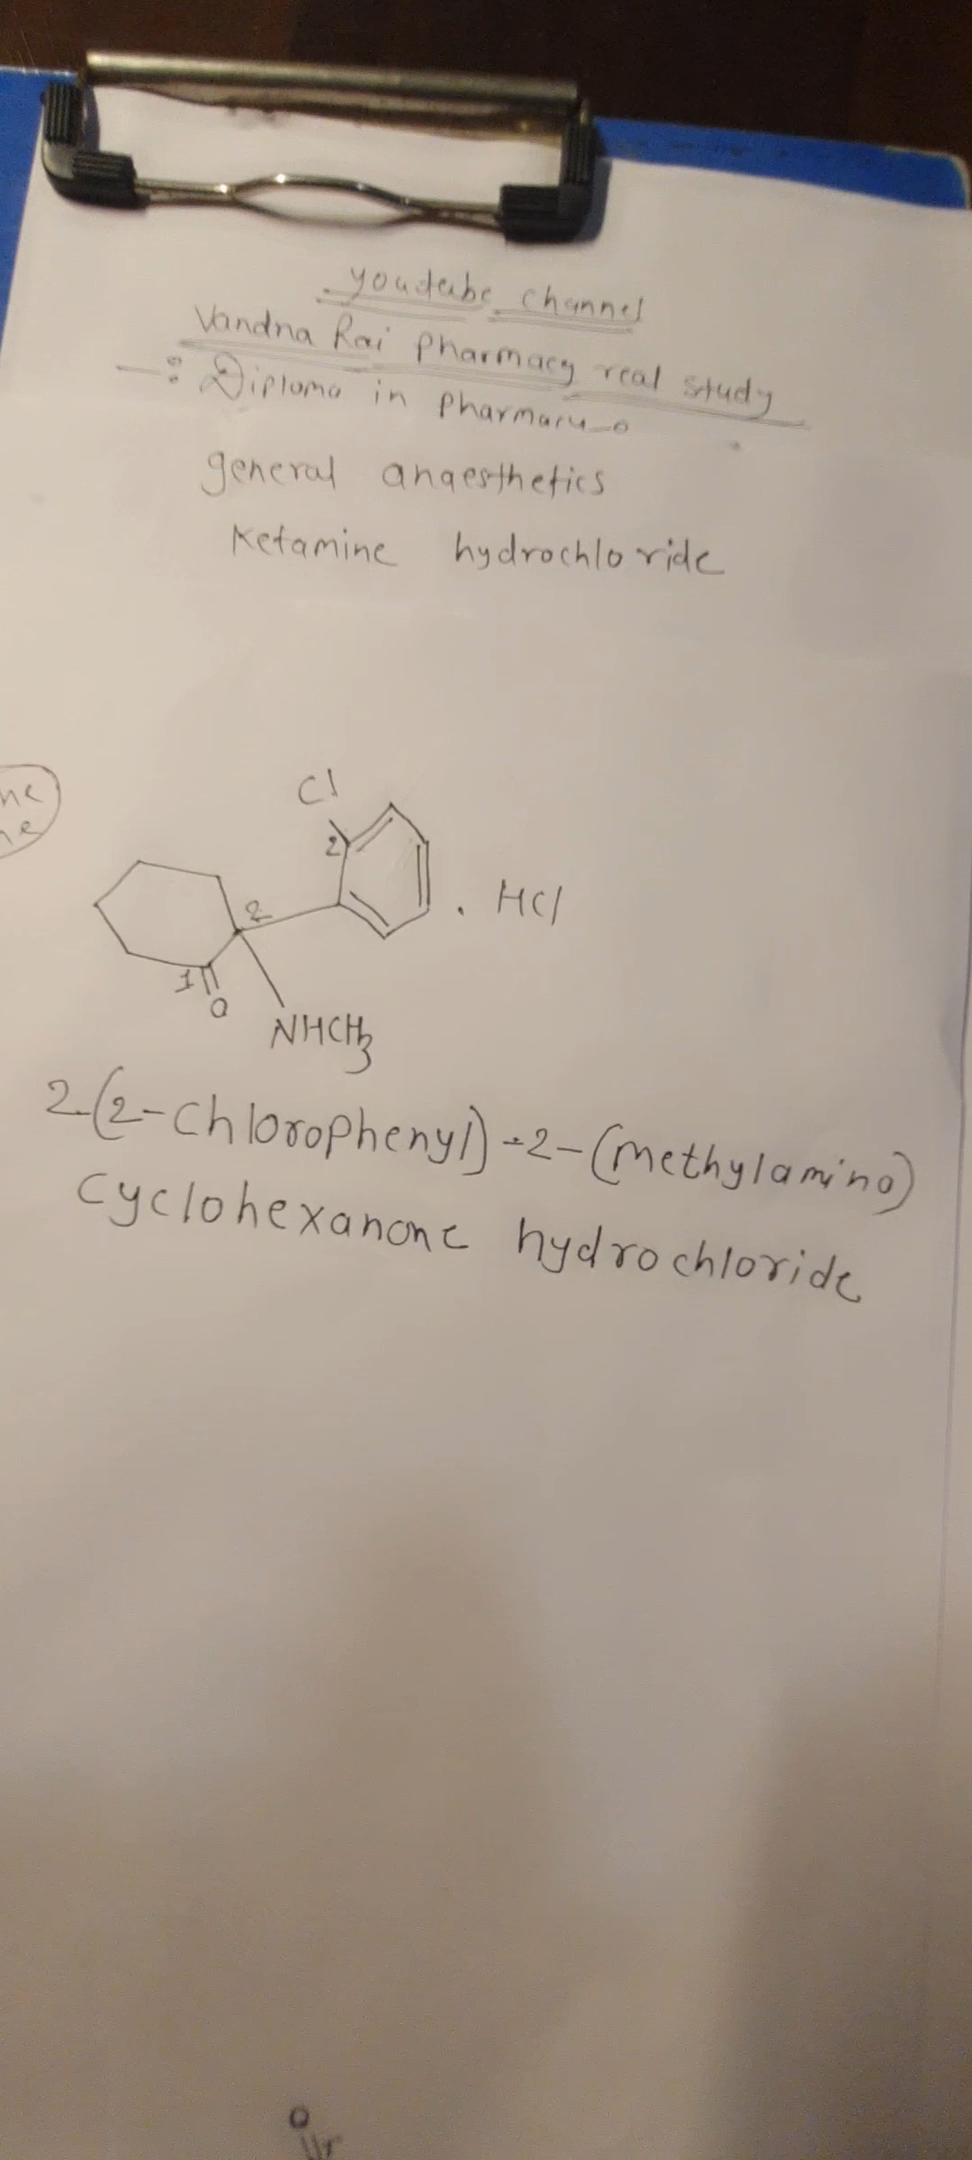 youtube channel
Vandna Rai pharmacy real study
—: Diploma in pharmacy —o
general anaesthetics
Ketamine hydrochloride
Cl
2
2
. HCl
1
O
NHCH3
2-(2-chlorophenyl)-2-(methylamino)
cyclohexanone hydrochloride